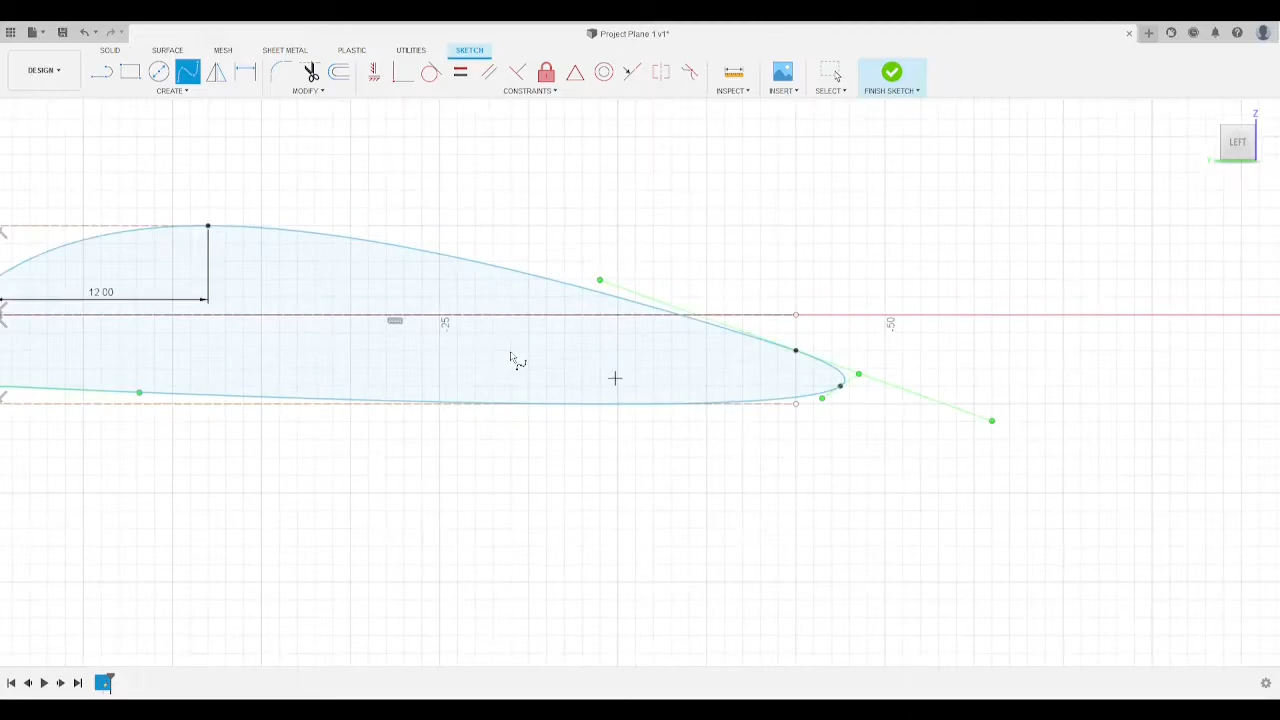 Project Plane 1 v1*
SOLID SURFACE MESH SHEET METAL PLASTIC UTILITIES SKETCH
DESIGN
CREATE MODIFY CONSTRAINTS INSPECT INSERT SELECT FINISH SKETCH
Z
LEFT
Y
12.00
-25
-50